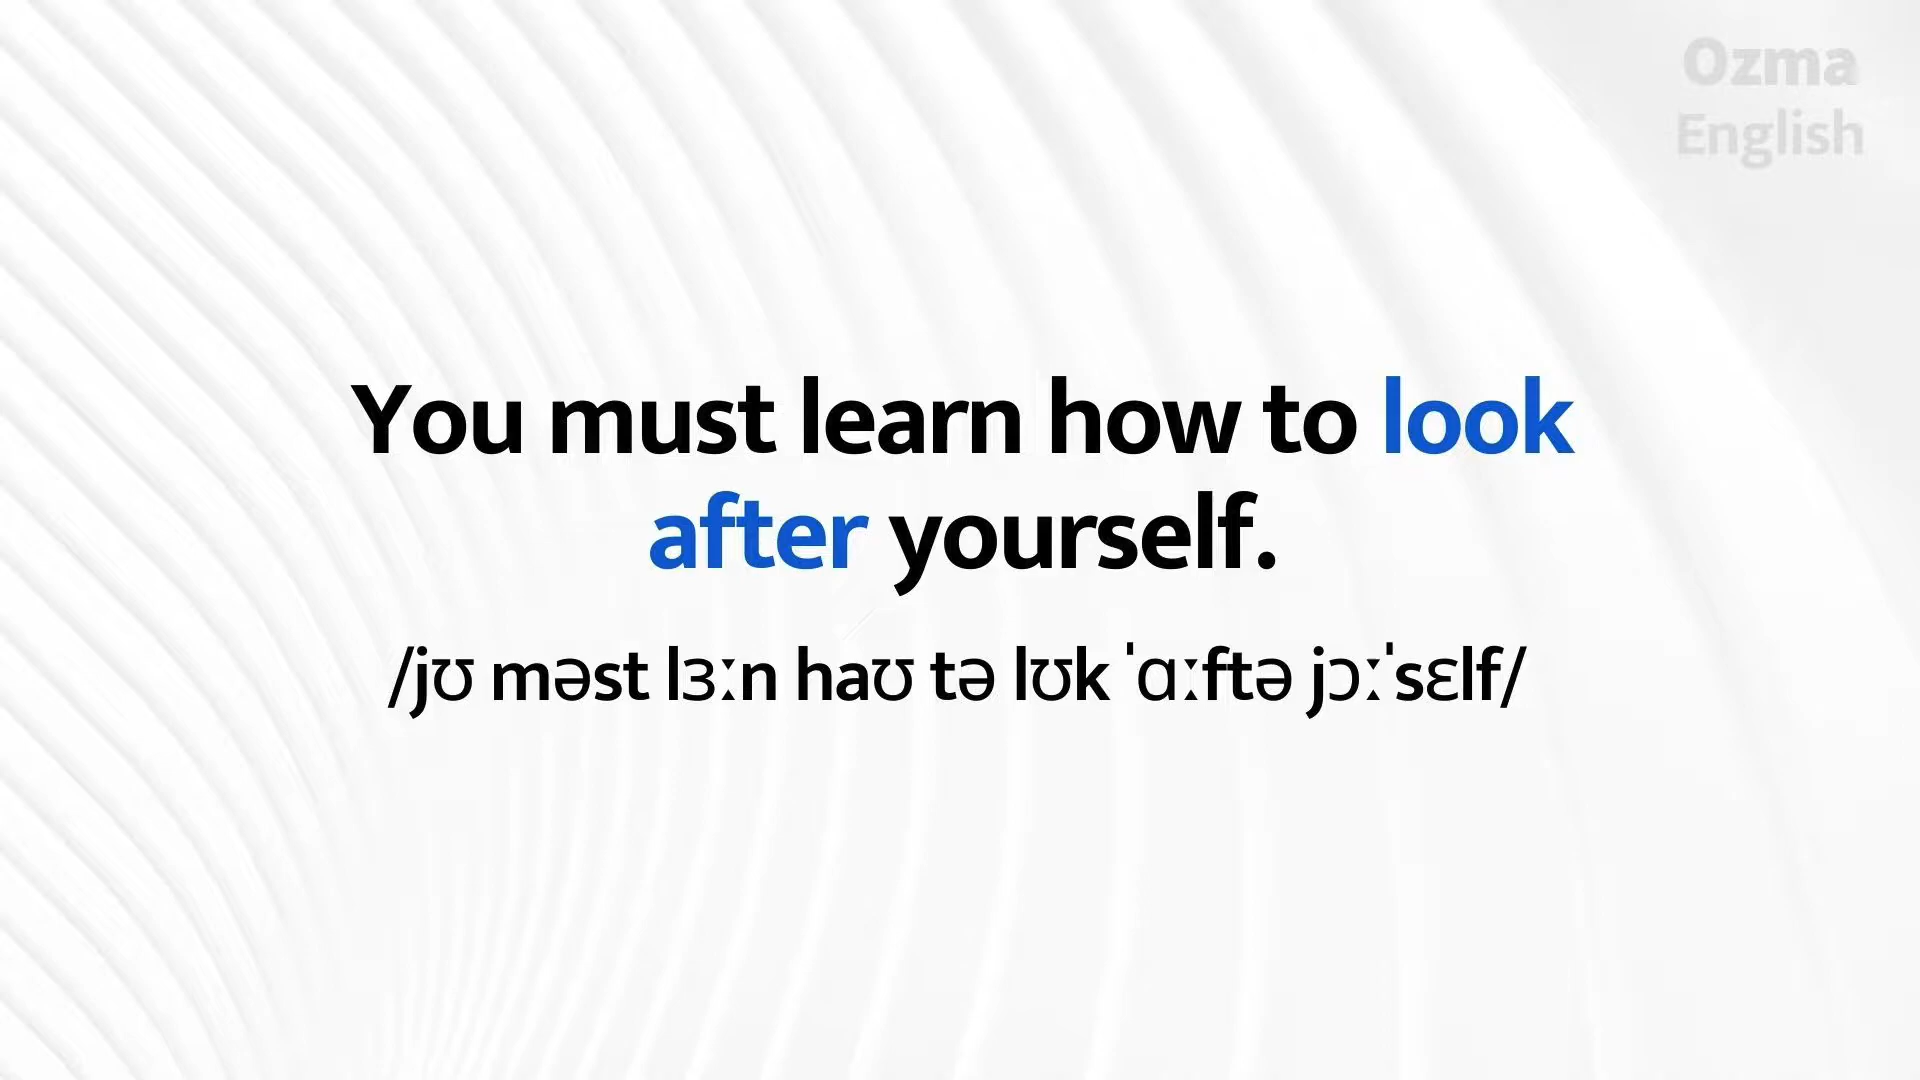 Ozma
English
You must learn how to look
after yourself.
/jʊ məst lɜːn haʊ tə lʊk ˈɑːftə jɔːˈsɛlf/